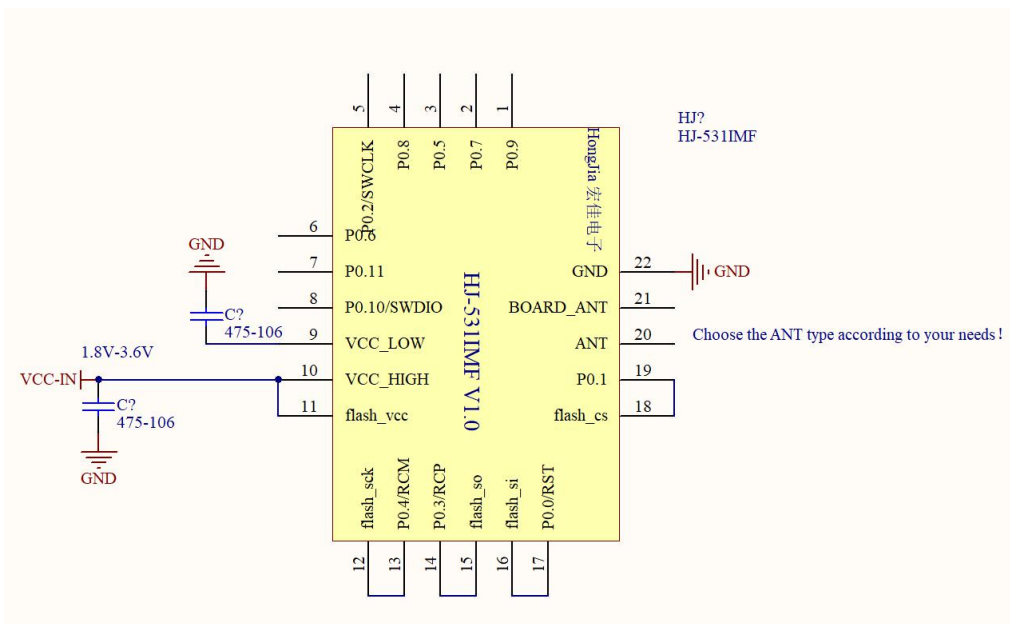 5
4
3
2
1
P0.2/SWCLK
P0.8
P0.5
P0.7
P0.9
HongJia 宏佳电子
HJ?
HJ-531IMF
6
P0.6
7
P0.11
8
P0.10/SWDIO
GND
C?
475-106
9
VCC_LOW
1.8V-3.6V
VCC-IN
10
VCC_HIGH
11
flash_vcc
C?
475-106
GND
HJ-531IMF V1.0
GND
22
GND
BOARD_ANT
21
ANT
20
Choose the ANT type according to your needs!
P0.1
19
flash_cs
18
flash_sck
P0.4/RCM
P0.3/RCP
flash_so
flash_si
P0.0/RST
12
13
14
15
16
17